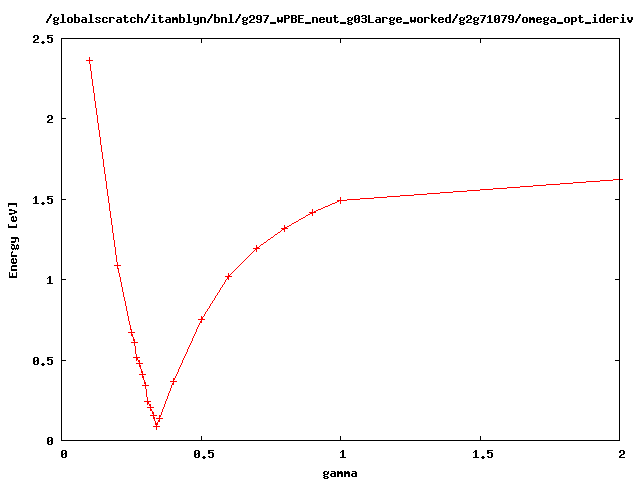 /globalscratch/itamblyn/bnl/g297_wPBE_neut_g03Large_worked/g2g71079/omega_opt_ideriv
2.5
2
1.5
1
0.5
0
Energy [eV]
0 0.5 1 1.5 2
gamma